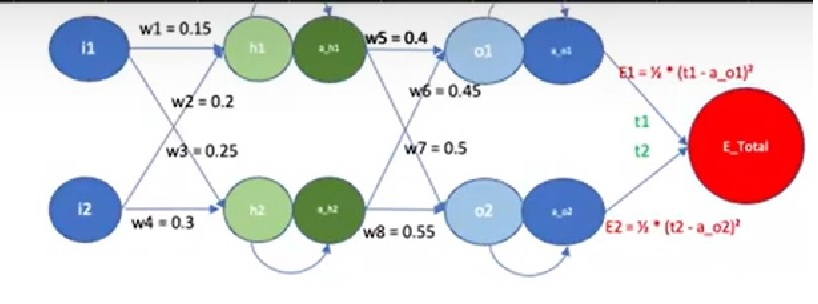 w1 = 0.15
i1
h1
a_h1
w5 = 0.4
o1
a_o1
E1 = ½ * (t1 - a_o1)²
w2 = 0.2
w6 = 0.45
t1
w3 = 0.25
w7 = 0.5
t2
E_Total
i2
h2
a_h2
o2
a_o2
w4 = 0.3
w8 = 0.55
E2 = ½ * (t2 - a_o2)²